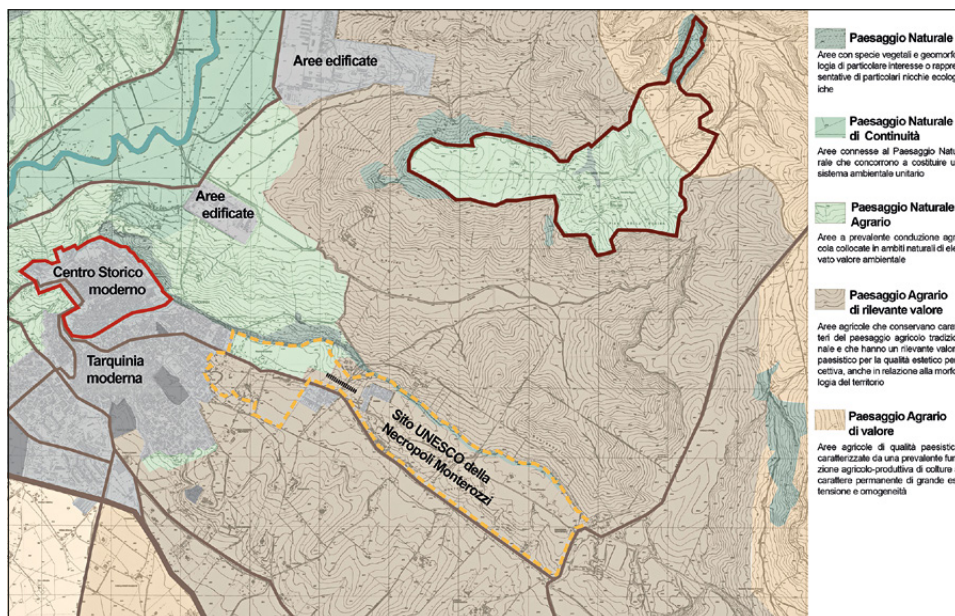 Aree edificate
Aree
edificate
Centro Storico
moderno
Tarquinia
moderna
Sito UNESCO della
Necropoli Monterozzi
Paesaggio Naturale
Aree con specie vegetali e geomorfo-
logia di particolare interesse o rappre-
sentative di particolari nicchie ecolog-
iche
Paesaggio Naturale
di Continuità
Aree connesse al Paesaggio Natu-
rale che concorrono a costituire un
sistema ambientale unitario
Paesaggio Naturale
Agrario
Aree a prevalente conduzione agri-
cola collocate in ambiti naturali di ele-
vato valore ambientale
Paesaggio Agrario
di rilevante valore
Aree agricole che conservano carat-
teri del paesaggio agricolo tradizio-
nale e che hanno un rilevante valore
paesistico per la qualità estetico per-
cettiva, anche in relazione alla morfo-
logia del territorio
Paesaggio Agrario
di valore
Aree agricole di qualità paesistica
caratterizzate da una prevalente fun-
zione agricolo-produttiva di colture a
carattere permanente di grande es-
tensione e omogeneità